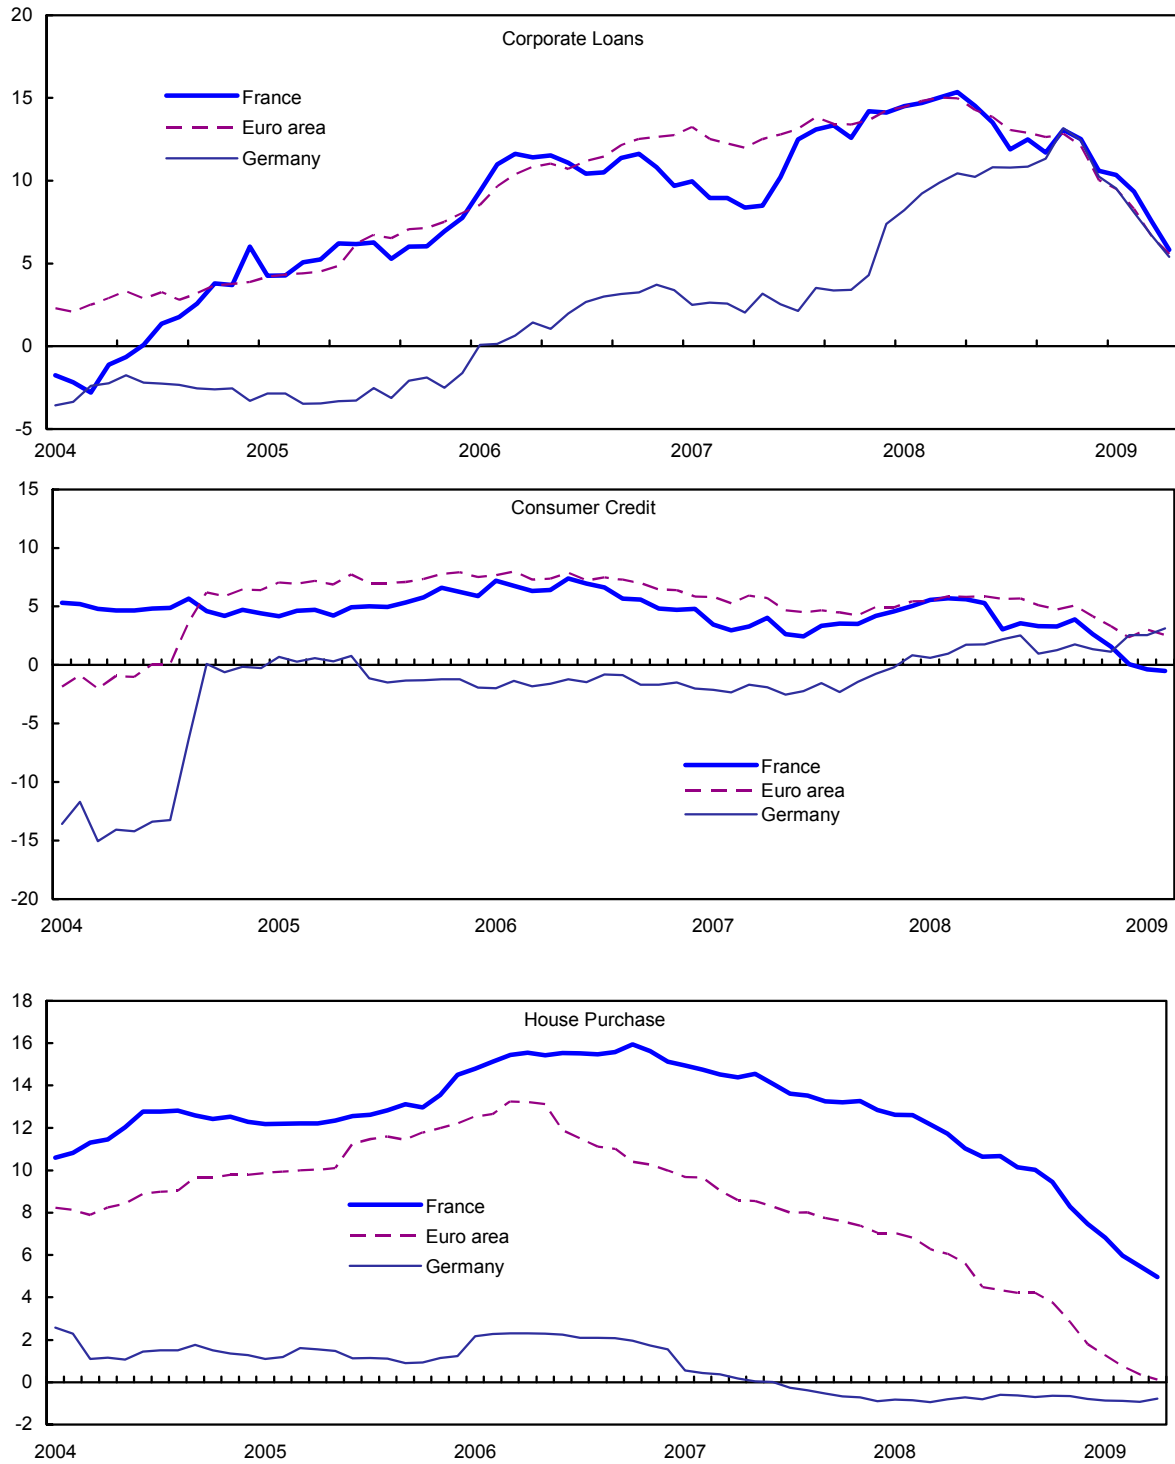 20
Corporate Loans
15
France
Euro area
Germany
10
5
0
-5
2004 2005 2006 2007 2008 2009
15
Consumer Credit
10
5
0
-5
France
Euro area
-10
Germany
-15
-20
2004 2005 2006 2007 2008 2009
18
House Purchase
16
14
12
10
France
8
Euro area
6
Germany
4
2
0
-2
2004 2005 2006 2007 2008 2009